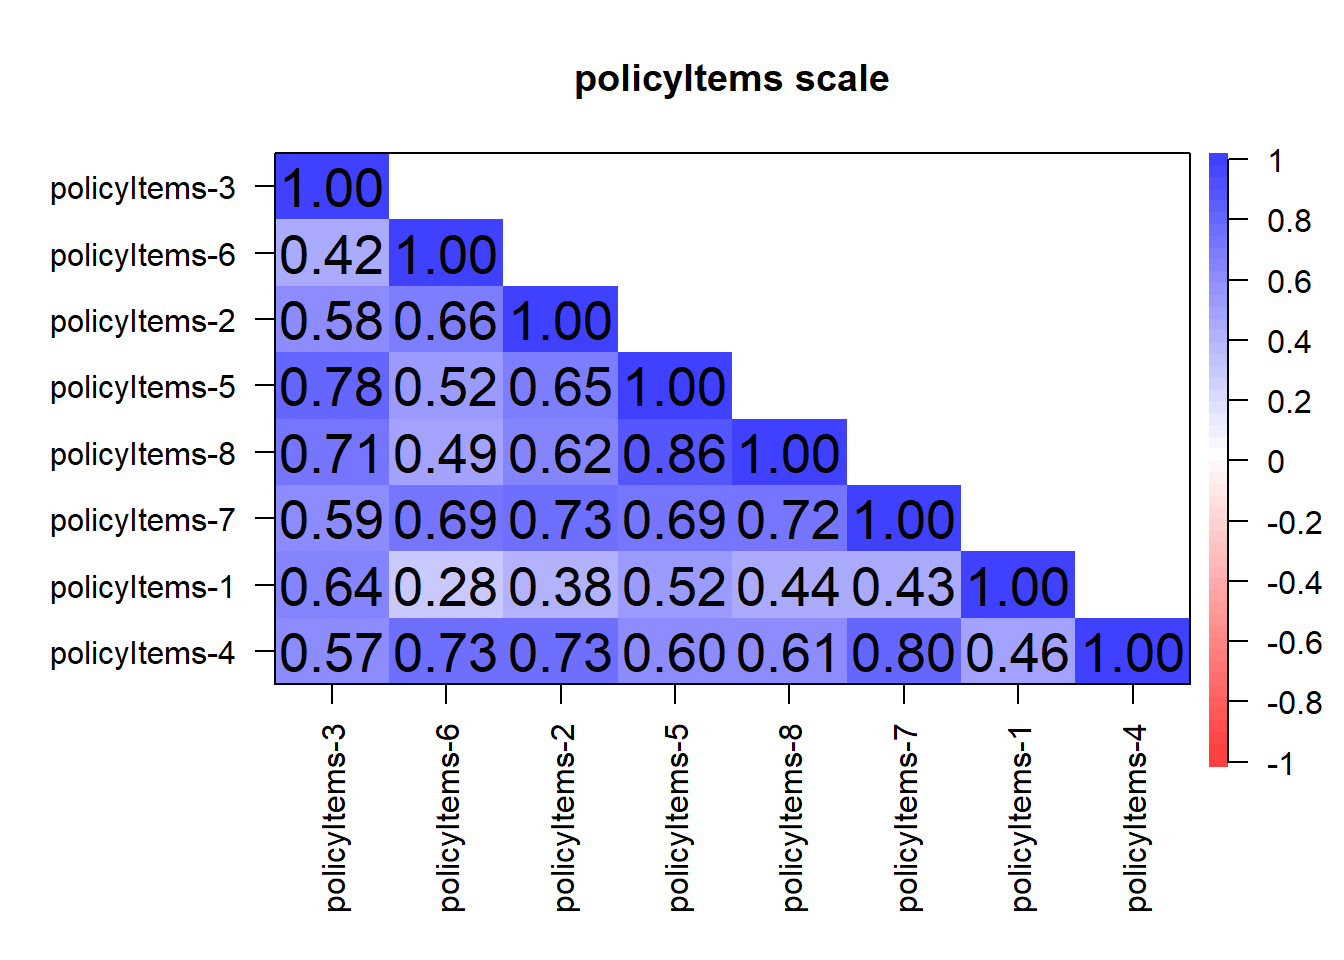 policyItems scale
policyItems-3 1.00
policyItems-6 0.42 1.00
policyItems-2 0.58 0.66 1.00
policyItems-5 0.78 0.52 0.65 1.00
policyItems-8 0.71 0.49 0.62 0.86 1.00
policyItems-7 0.59 0.69 0.73 0.69 0.72 1.00
policyItems-1 0.64 0.28 0.38 0.52 0.44 0.43 1.00
policyItems-4 0.57 0.73 0.73 0.60 0.61 0.80 0.46 1.00
policyItems-3
policyItems-6
policyItems-2
policyItems-5
policyItems-8
policyItems-7
policyItems-1
policyItems-4
1
0.8
0.6
0.4
0.2
0
-0.2
-0.4
-0.6
-0.8
-1